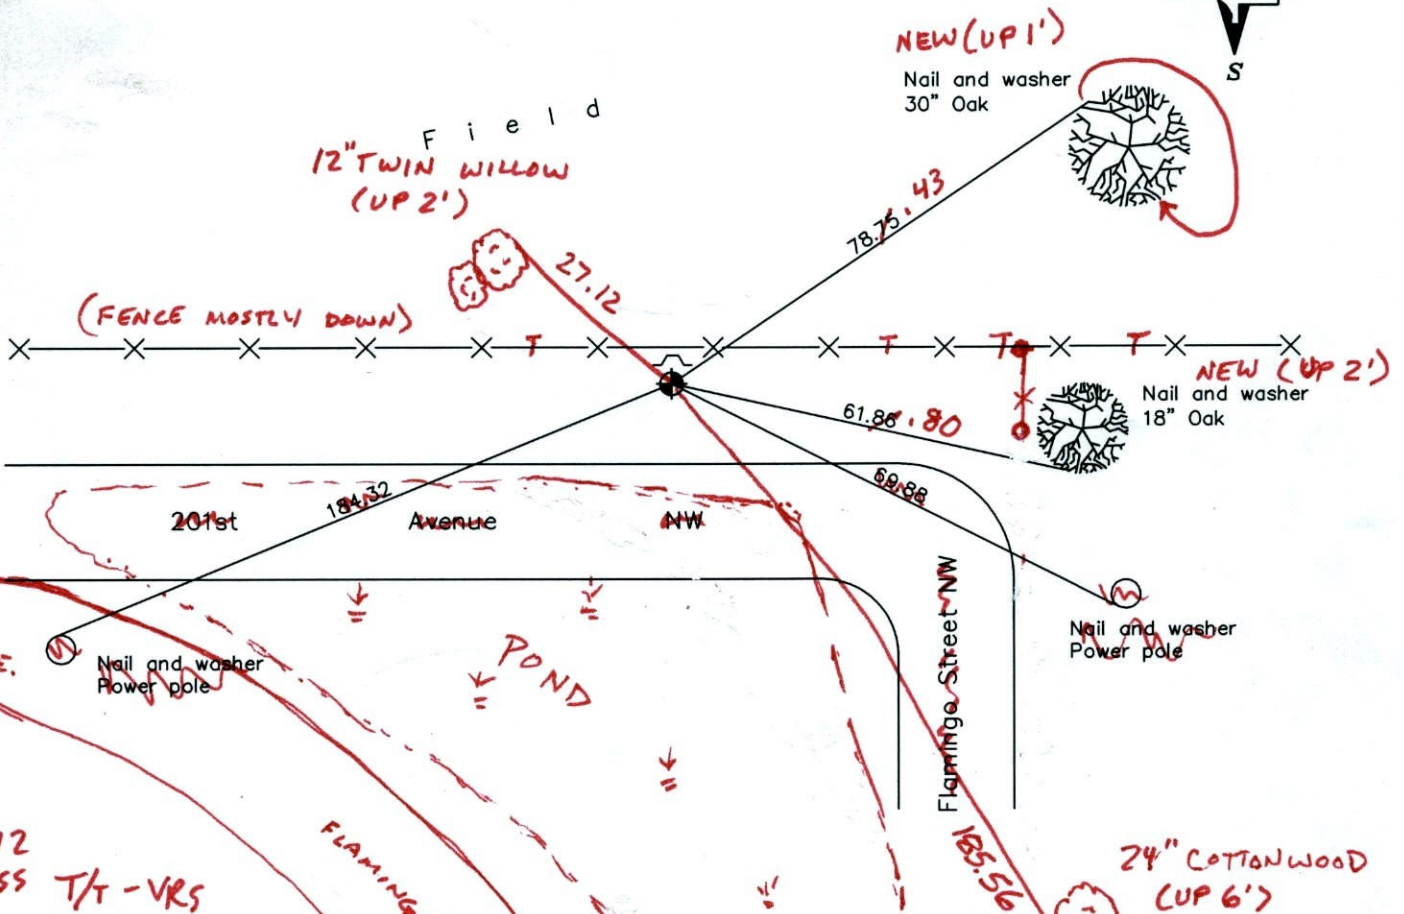 NEW (UP 1')
Nail and washer
30" Oak
S
Field
12" TWIN WILLOW
(UP 2')
78.75 .43
27.12
(FENCE MOSTLY DOWN)
T T T T
NEW (UP 2')
Nail and washer
18" Oak
61.86 .80
69.88
184.32
201st Avenue NW
Flamingo Street NW
Nail and washer
Power pole
POND
Nail and washer
Power pole
E.
185.56
24" COTTONWOOD
(UP 6')
FLAMING
12
SS T/T - VRS